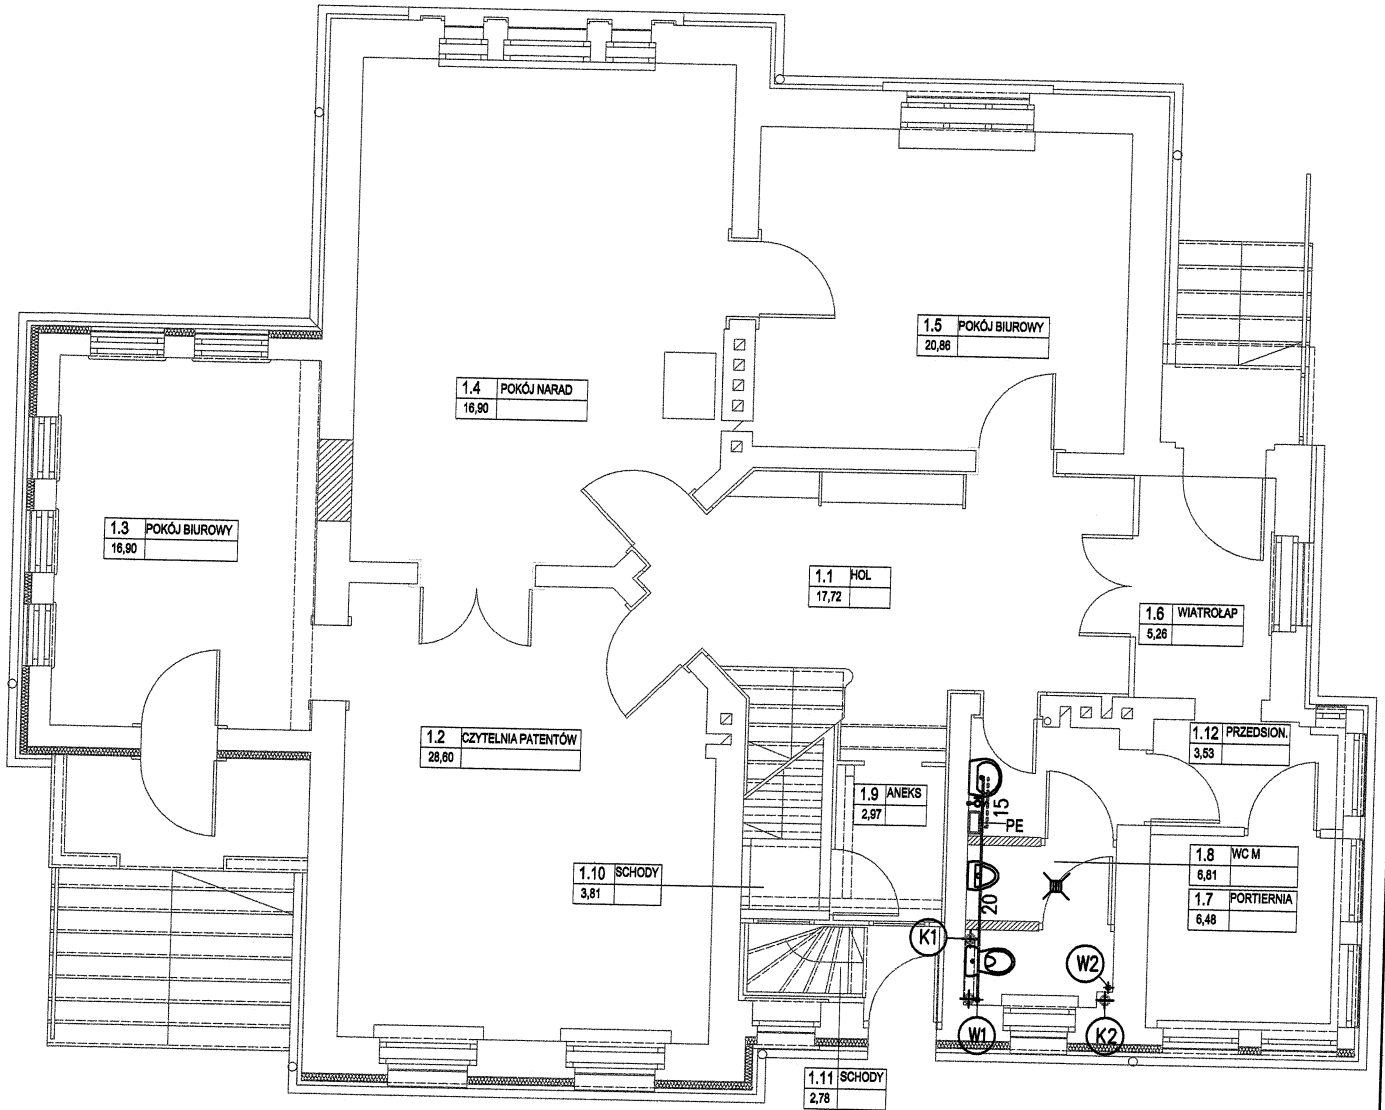 1.5 POKÓJ BIUROWY
20,86
1.4 POKÓJ NARAD
16,90
1.3 POKÓJ BIUROWY
16,90
1.1 HOL
17,72
1.6 WIATROŁAP
5,26
1.2 CZYTELNIA PATENTÓW
28,60
1.12 PRZEDSION.
3,53
1.9 ANEKS
2,97
15
PE
1.8 WC M
6,81
1.7 PORTIERNIA
6,48
1.10 SCHODY
3,81
20
K1
W2
W1
K2
1.11 SCHODY
2,78